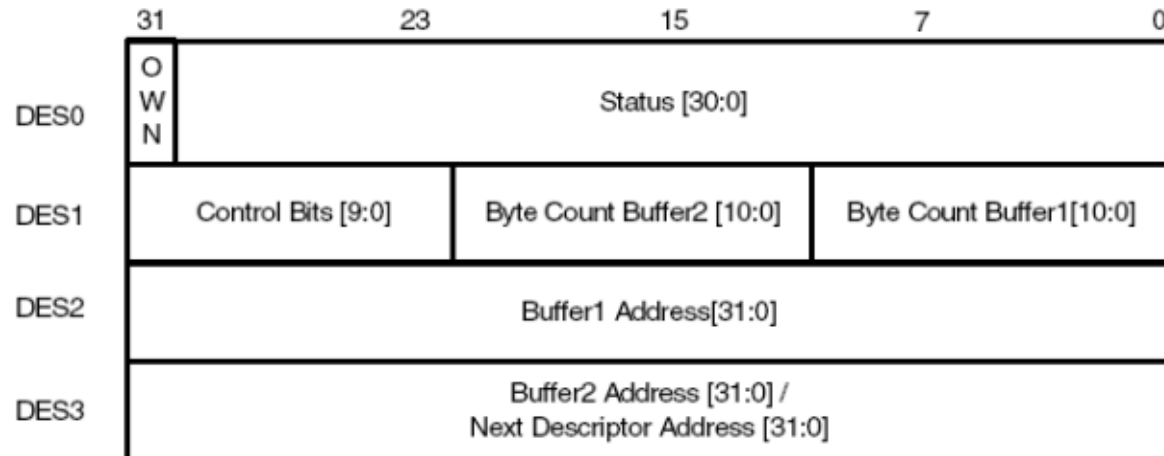 31 23 15 7 0
O
W
N
DES0 Status [30:0]
DES1 Control Bits [9:0] Byte Count Buffer2 [10:0] Byte Count Buffer1[10:0]
DES2 Buffer1 Address[31:0]
Buffer2 Address [31:0] /
DES3
Next Descriptor Address [31:0]